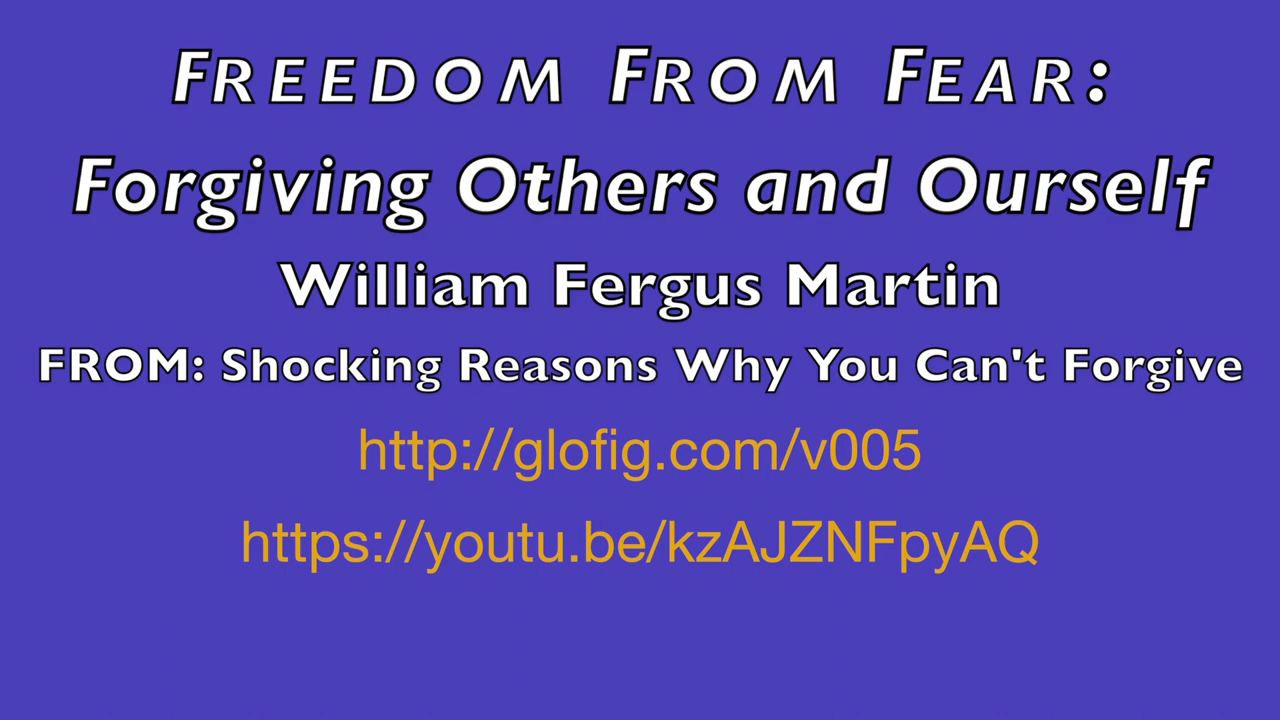 FREEDOM FROM FEAR:
Forgiving Others and Ourself
William Fergus Martin
FROM: Shocking Reasons Why You Can't Forgive
http://glofig.com/v005
https://youtu.be/kzAJZNFpyAQ